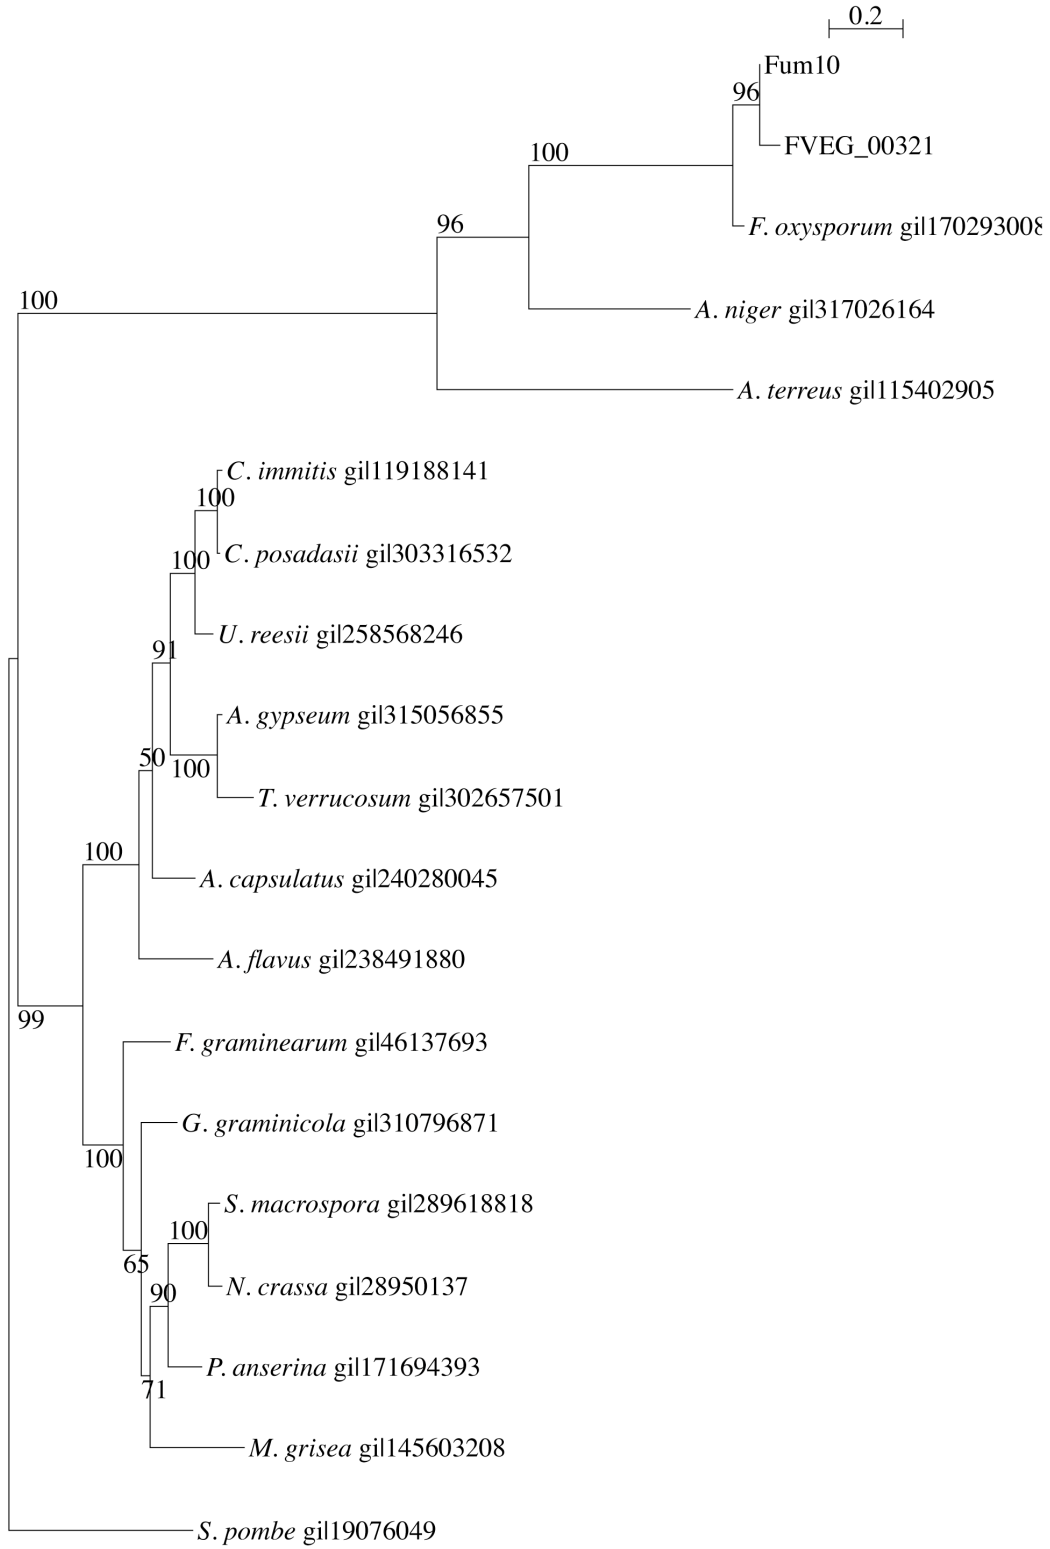 0.2
Fum10
96
FVEG_00321
100
F. oxysporum gi|170293008
96
100
A. niger gi|317026164
A. terreus gi|115402905
C. immitis gi|119188141
100
C. posadasii gi|303316532
100
U. reesii gi|258568246
91
A. gypseum gi|315056855
50
100
T. verrucosum gi|302657501
100
A. capsulatus gi|240280045
A. flavus gi|238491880
99
F. graminearum gi|46137693
G. graminicola gi|310796871
100
S. macrospora gi|289618818
100
65
N. crassa gi|28950137
90
P. anserina gi|171694393
71
M. grisea gi|145603208
S. pombe gi|19076049